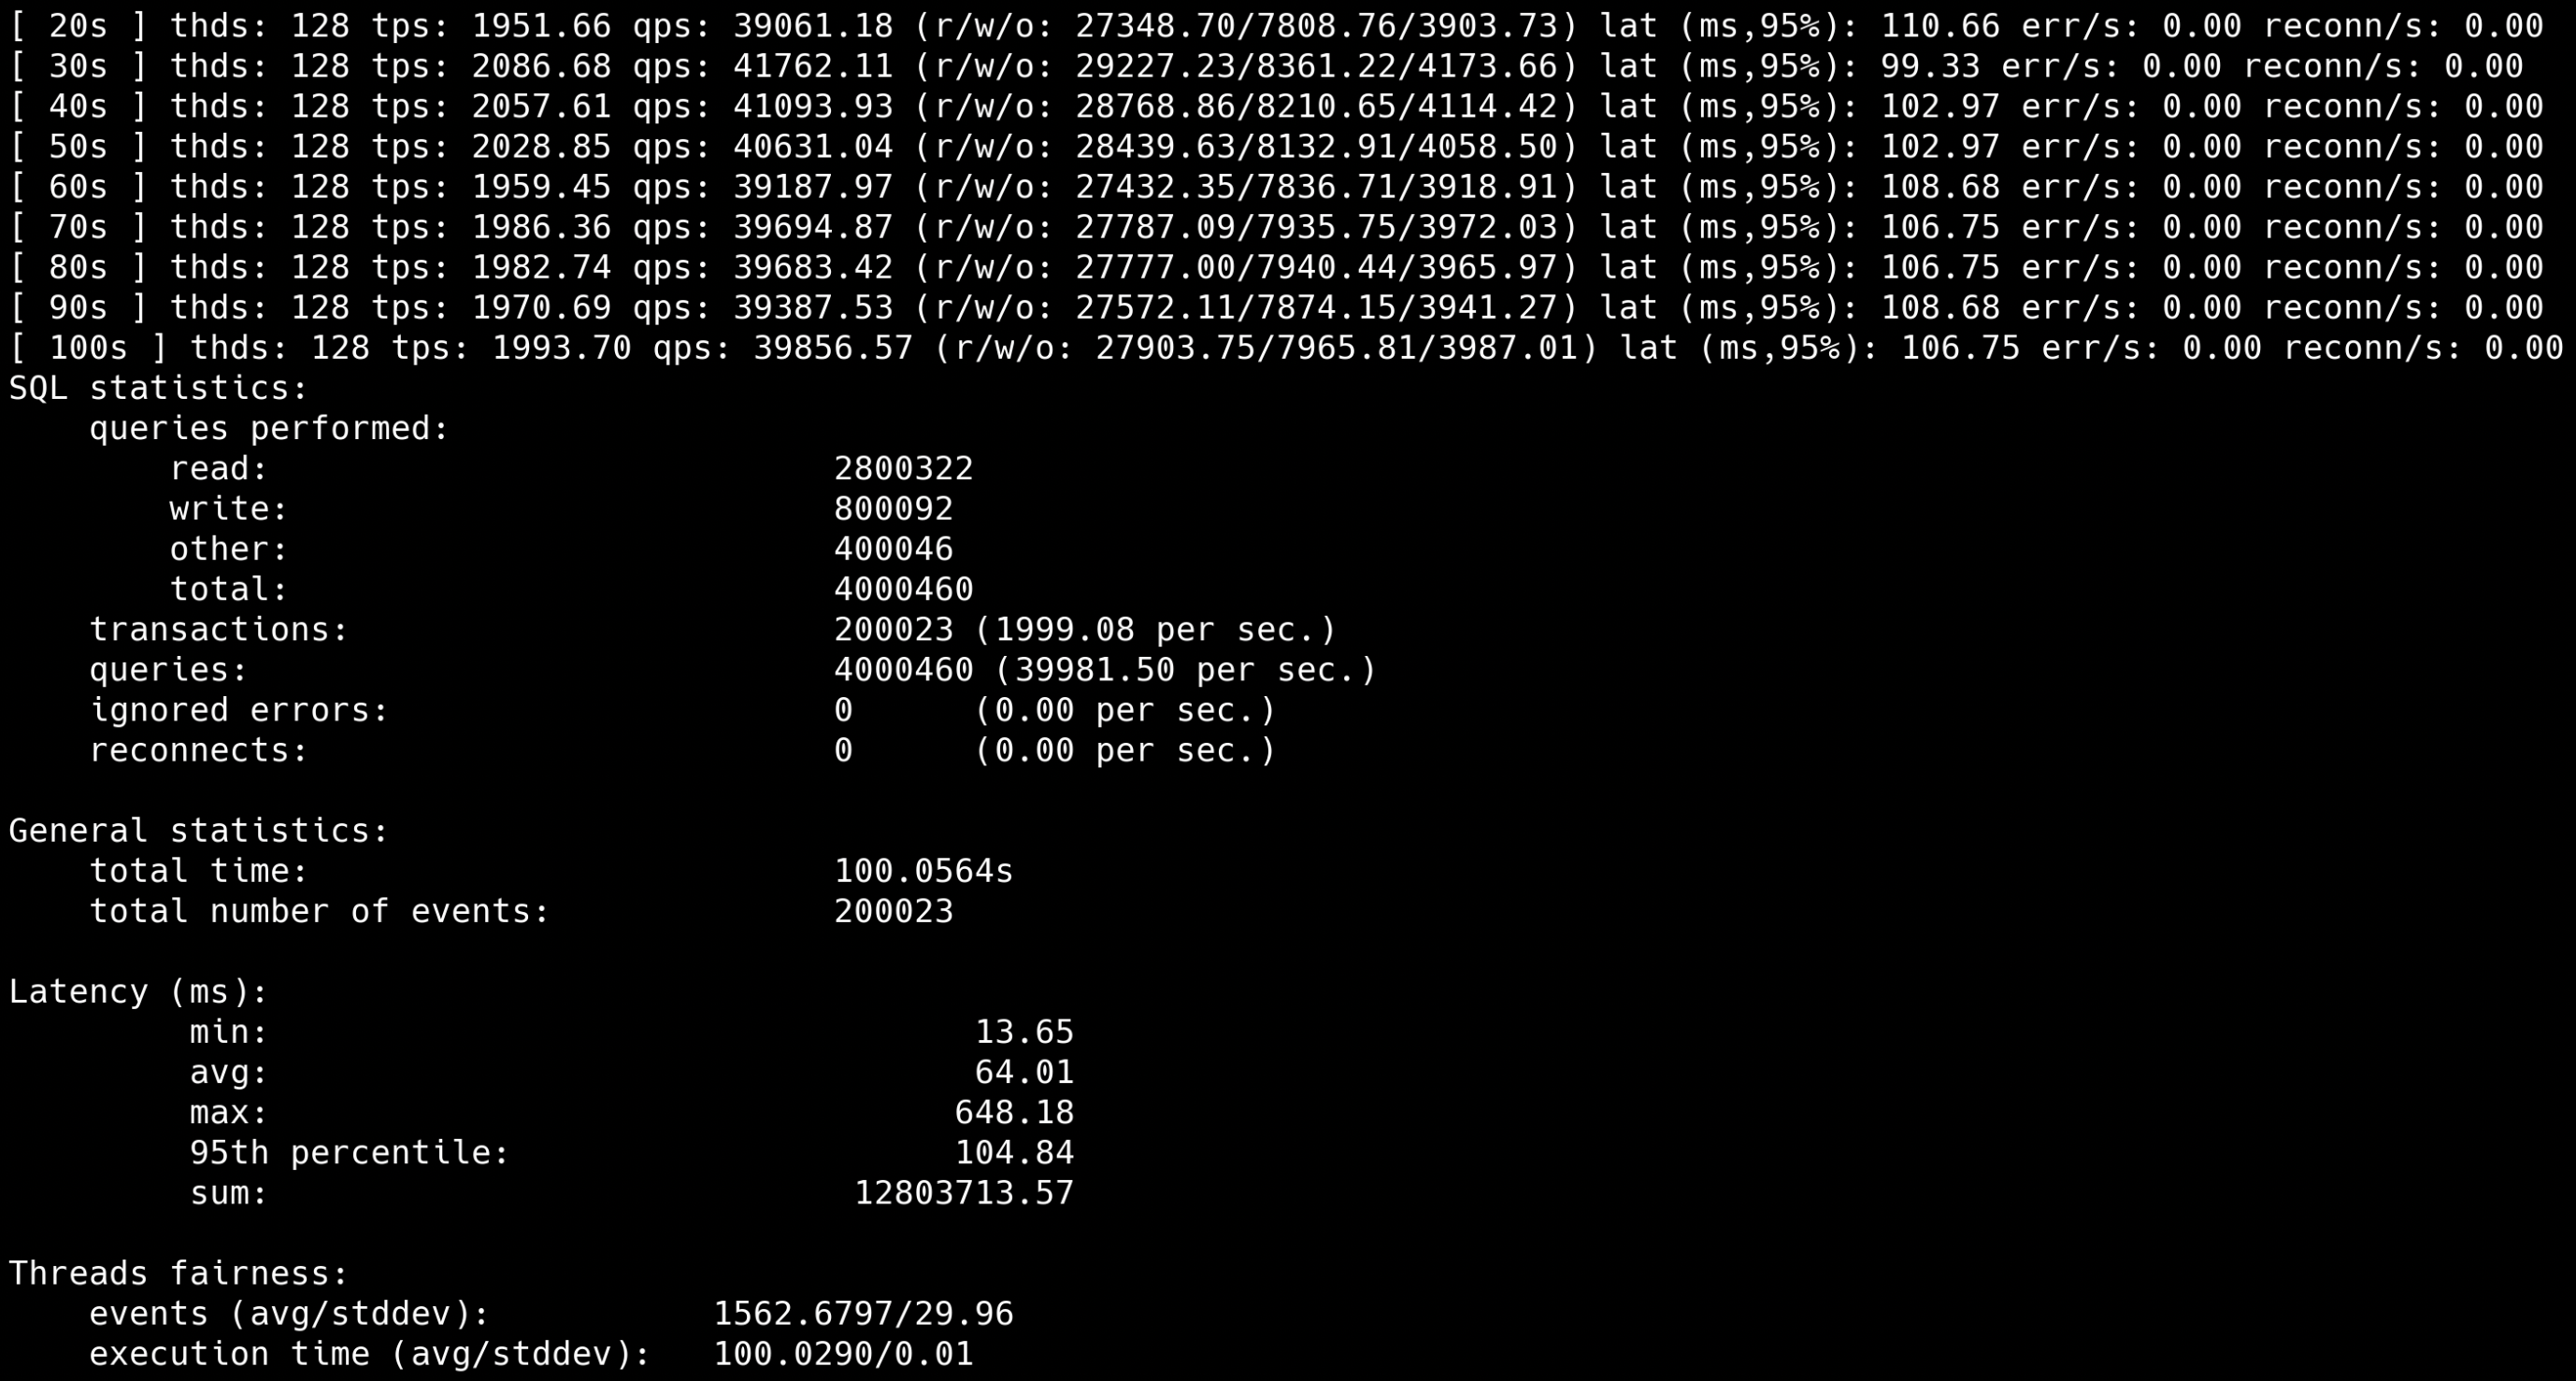 [ 20s ] thds: 128 tps: 1951.66 qps: 39061.18 (r/w/o: 27348.70/7808.76/3903.73) lat (ms,95%): 110.66 err/s: 0.00 reconn/s: 0.00
[ 30s ] thds: 128 tps: 2086.68 qps: 41762.11 (r/w/o: 29227.23/8361.22/4173.66) lat (ms,95%): 99.33 err/s: 0.00 reconn/s: 0.00
[ 40s ] thds: 128 tps: 2057.61 qps: 41093.93 (r/w/o: 28768.86/8210.65/4114.42) lat (ms,95%): 102.97 err/s: 0.00 reconn/s: 0.00
[ 50s ] thds: 128 tps: 2028.85 qps: 40631.04 (r/w/o: 28439.63/8132.91/4058.50) lat (ms,95%): 102.97 err/s: 0.00 reconn/s: 0.00
[ 60s ] thds: 128 tps: 1959.45 qps: 39187.97 (r/w/o: 27432.35/7836.71/3918.91) lat (ms,95%): 108.68 err/s: 0.00 reconn/s: 0.00
[ 70s ] thds: 128 tps: 1986.36 qps: 39694.87 (r/w/o: 27787.09/7935.75/3972.03) lat (ms,95%): 106.75 err/s: 0.00 reconn/s: 0.00
[ 80s ] thds: 128 tps: 1982.74 qps: 39683.42 (r/w/o: 27777.00/7940.44/3965.97) lat (ms,95%): 106.75 err/s: 0.00 reconn/s: 0.00
[ 90s ] thds: 128 tps: 1970.69 qps: 39387.53 (r/w/o: 27572.11/7874.15/3941.27) lat (ms,95%): 108.68 err/s: 0.00 reconn/s: 0.00
[ 100s ] thds: 128 tps: 1993.70 qps: 39856.57 (r/w/o: 27903.75/7965.81/3987.01) lat (ms,95%): 106.75 err/s: 0.00 reconn/s: 0.00
SQL statistics:
    queries performed:
        read:                            2800322
        write:                           800092
        other:                           400046
        total:                           4000460
    transactions:                        200023 (1999.08 per sec.)
    queries:                             4000460 (39981.50 per sec.)
    ignored errors:                      0      (0.00 per sec.)
    reconnects:                          0      (0.00 per sec.)

General statistics:
    total time:                          100.0564s
    total number of events:              200023

Latency (ms):
         min:                                   13.65
         avg:                                   64.01
         max:                                  648.18
         95th percentile:                      104.84
         sum:                             12803713.57

Threads fairness:
    events (avg/stddev):           1562.6797/29.96
    execution time (avg/stddev):   100.0290/0.01